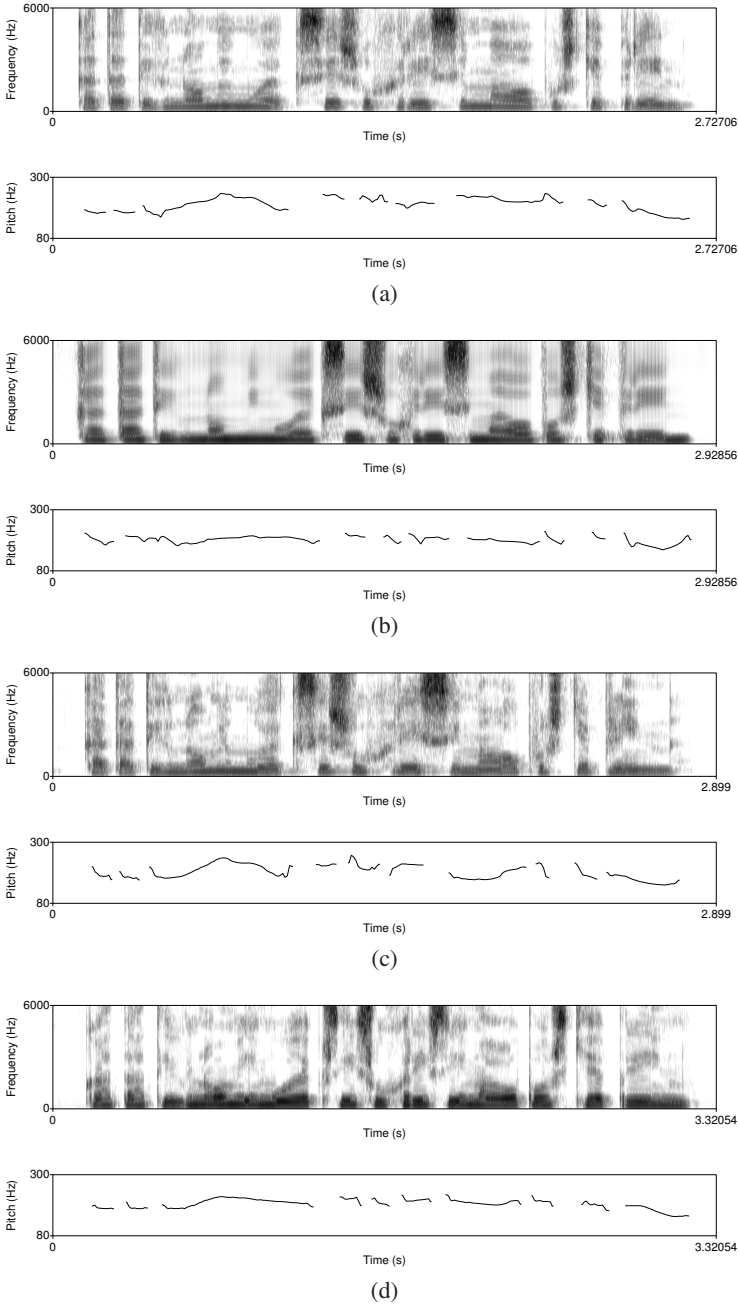 6000
Frequency (Hz)
0
0
2.72706
Time (s)
300
Pitch (Hz)
80
0
2.72706
Time (s)
(a)
6000
Frequency (Hz)
0
0
2.92856
Time (s)
300
Pitch (Hz)
80
0
2.92856
Time (s)
(b)
6000
Frequency (Hz)
0
0
2.899
Time (s)
300
Pitch (Hz)
80
0
2.899
Time (s)
(c)
6000
Frequency (Hz)
0
0
3.32054
Time (s)
300
Pitch (Hz)
80
0
3.32054
Time (s)
(d)